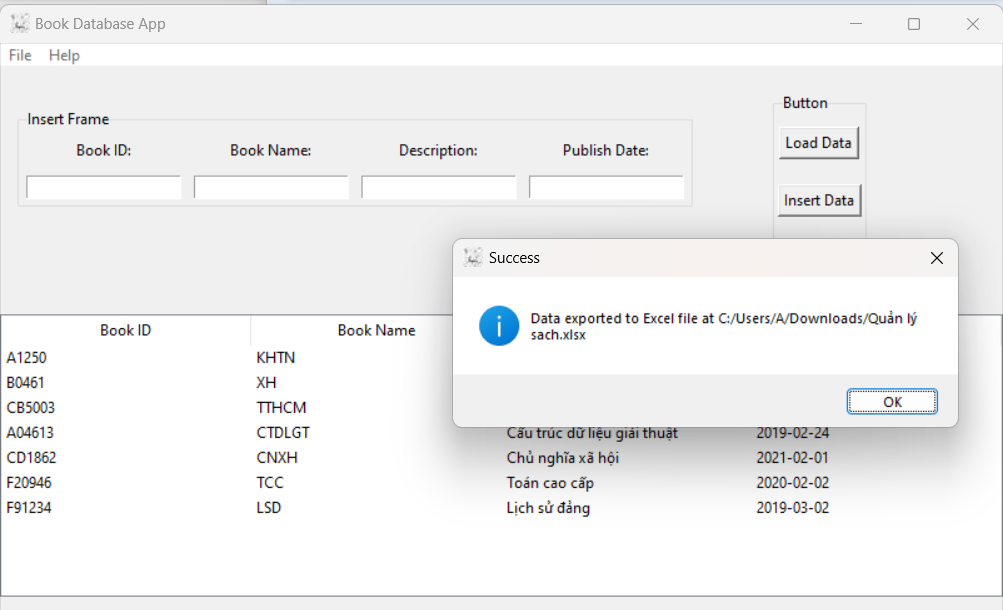 Book Database App
File Help
Insert Frame
Button
Book ID: Book Name: Description: Publish Date:
Load Data
Insert Data
Success
Data exported to Excel file at C:/Users/A/Downloads/Quản lý
sach.xlsx
OK
Book ID Book Name
A1250 KHTN
B0461 XH
CB5003 TTHCM
A04613 CTDLGT Cấu trúc dữ liệu giải thuật 2019-02-24
CD1862 CNXH Chủ nghĩa xã hội 2021-02-01
F20946 TCC Toán cao cấp 2020-02-02
F91234 LSD Lịch sử đảng 2019-03-02